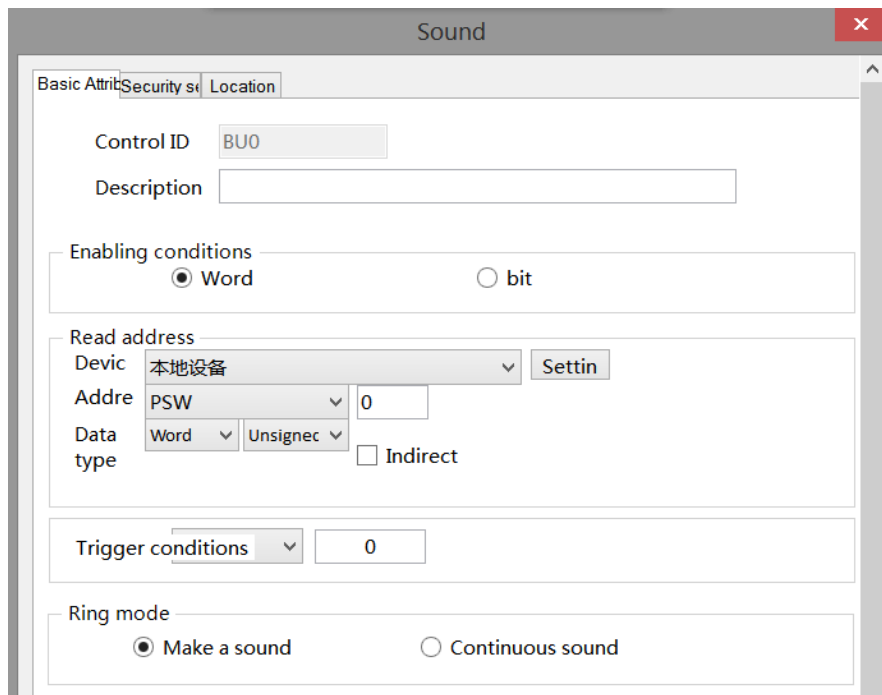 Sound
Basic Attrib Security se Location
Control ID BU0
Description
Enabling conditions
Word bit
Read address
Devic 本地设备 Settin
Addre PSW 0
Data type Word Unsigned
Indirect
Trigger conditions 0
Ring mode
Make a sound Continuous sound